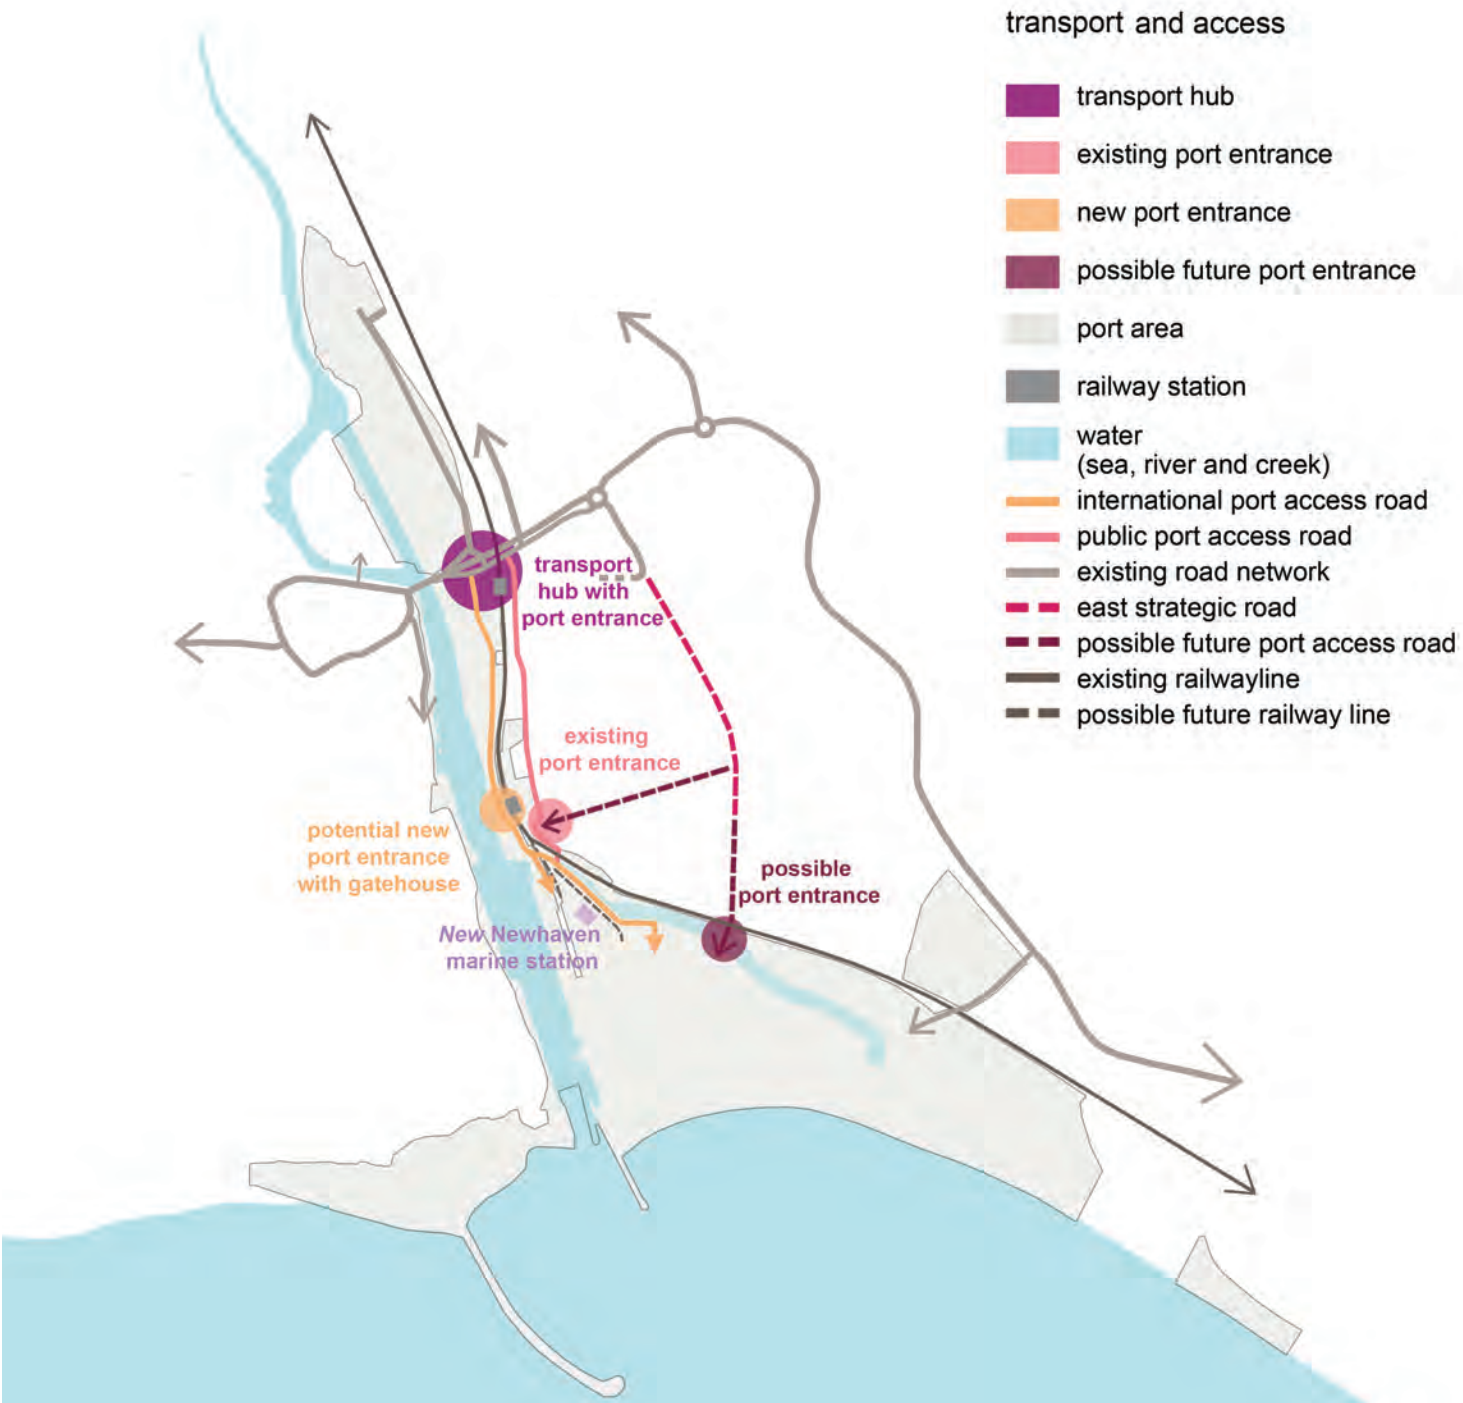 transport and access
transport hub
existing port entrance
new port entrance
possible future port entrance
port area
railway station
water
(sea, river and creek)
international port access road
public port access road
existing road network
east strategic road
possible future port access road
existing railwayline
possible future railway line
transport
hub with
port entrance
existing
port entrance
potential new
port entrance
with gatehouse
possible
port entrance
New Newhaven
marine station